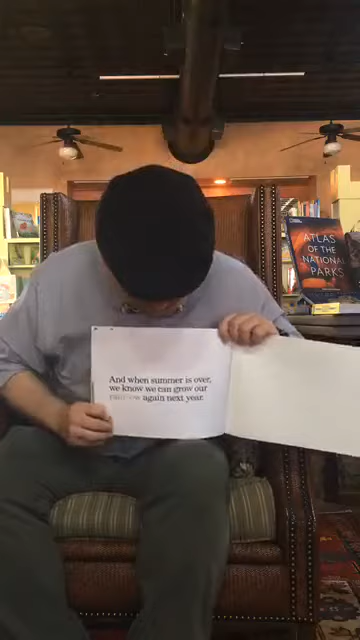 ATLAS
OF THE
NATIONAL
PARKS
And when summer is over,
we know we can grow our
rainbow again next year.